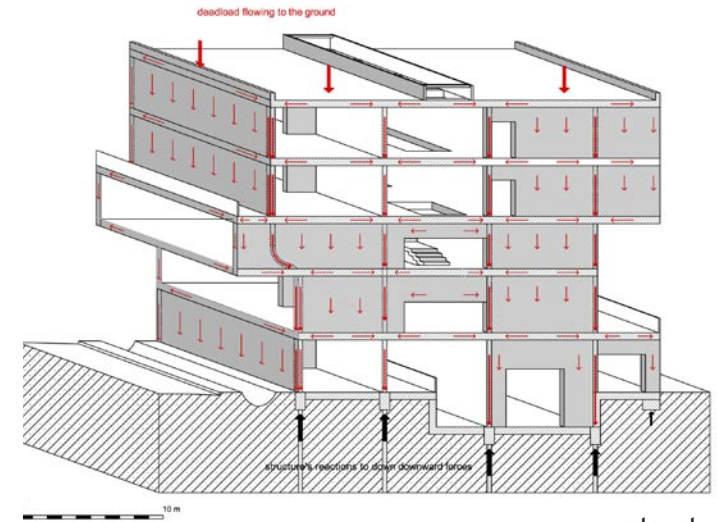 deadload flowing to the ground
structure's reactions to down downward forces
10 m